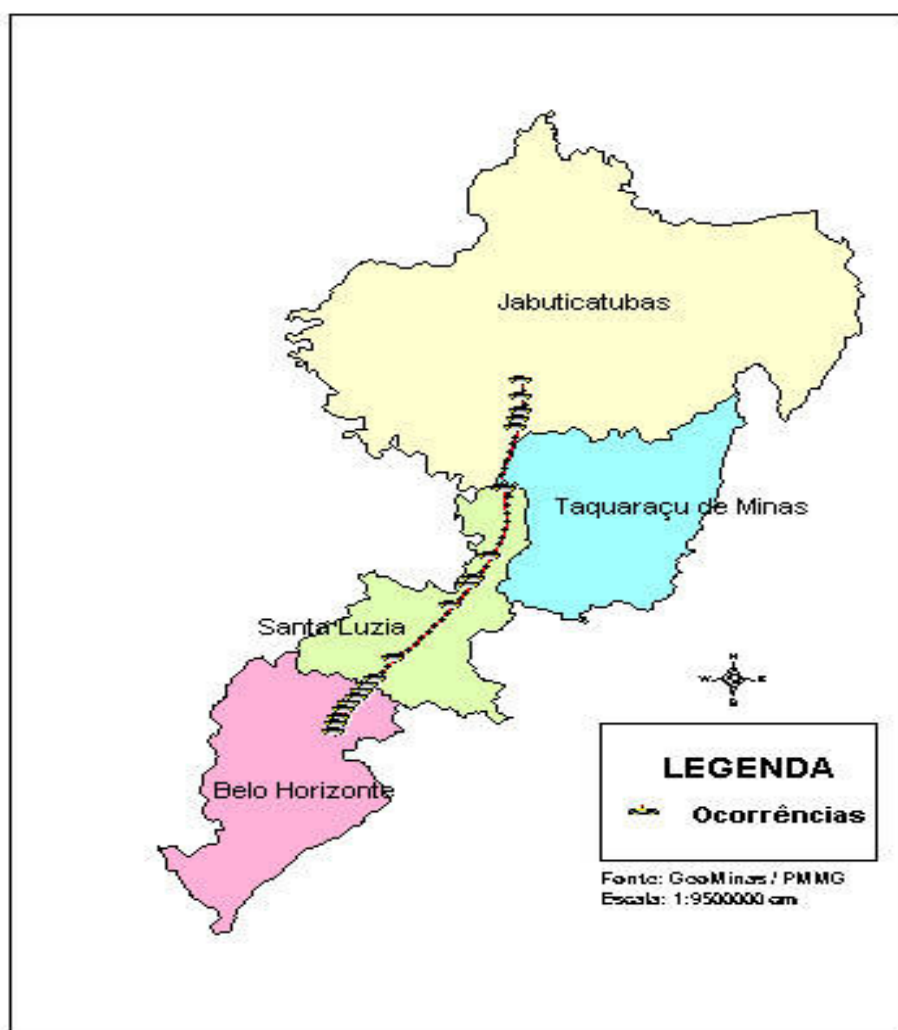 Jabuticatubas
Taquaraçu de Minas
Santa Luzia
N
W E
S
Belo Horizonte
LEGENDA
Ocorrências
Fonte: GeoMinas / PMMG
Escala: 1:9500000 cm